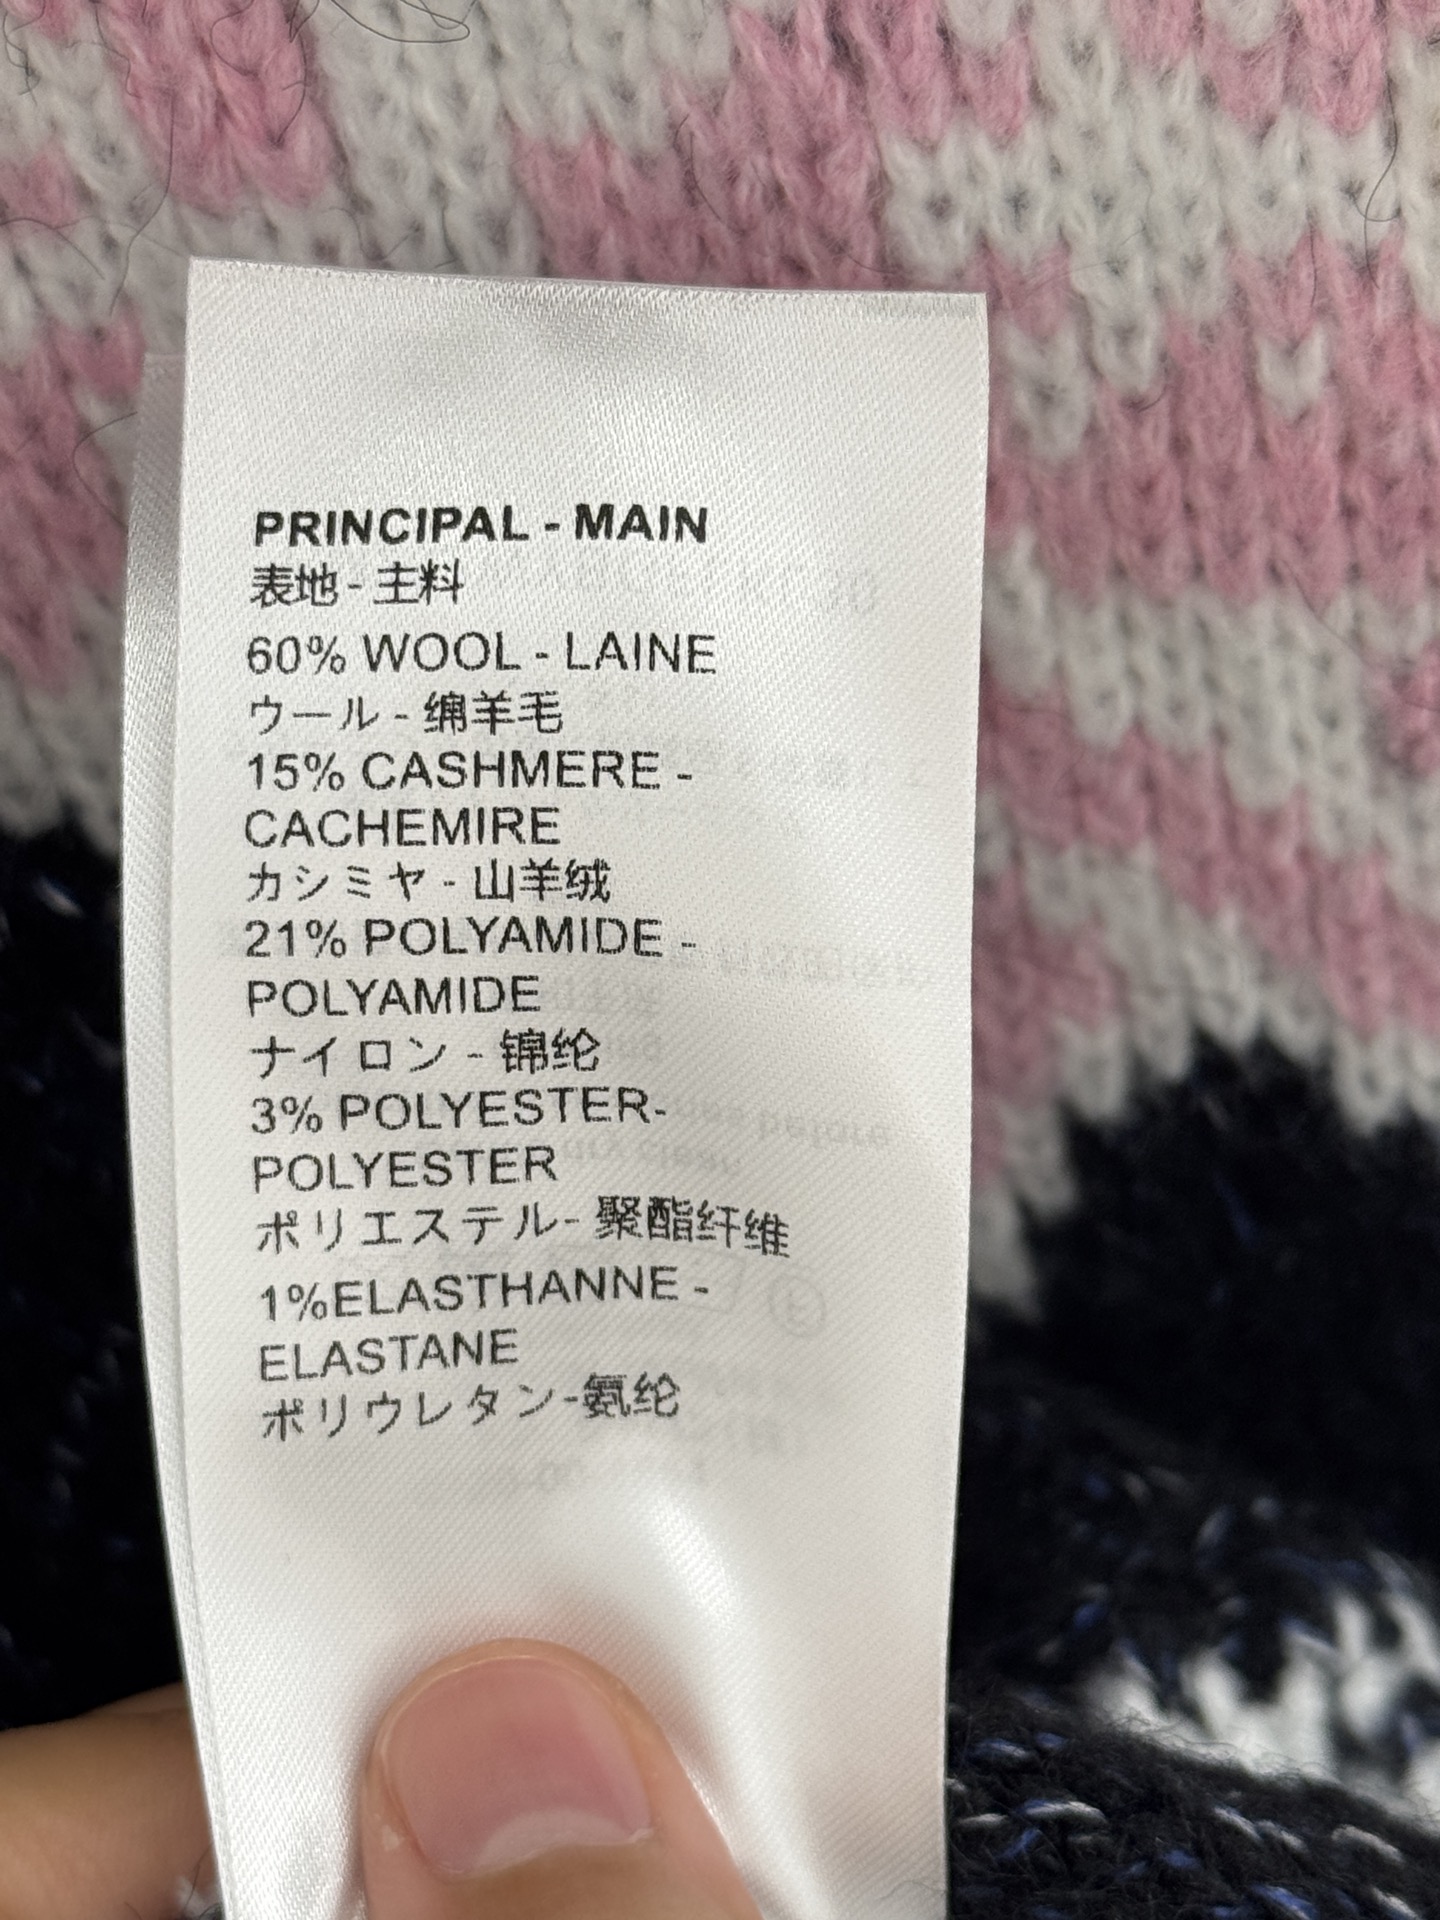 PRINCIPAL - MAIN
表地 - 主料
60% WOOL - LAINE
ウール - 绵羊毛
15% CASHMERE -
CACHEMIRE
カシミヤ - 山羊绒
21% POLYAMIDE -
POLYAMIDE
ナイロン - 锦纶
3% POLYESTER-
POLYESTER
ポリエステル- 聚酯纤维
1%ELASTHANNE -
ELASTANE
ポリウレタン-氨纶